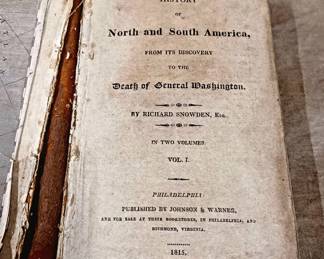 HISTORY
OF
North and South America,
FROM ITS DISCOVERY
TO THE
Death of General Washington.
BY RICHARD SNOWDEN, Esq.
IN TWO VOLUMES.
VOL. I.
PHILADELPHIA:
PUBLISHED BY JOHNSON & WARNER,
AND FOR SALE AT THEIR BOOKSTORES, IN PHILADELPHIA, AND
RICHMOND, VIRGINIA.
1815.